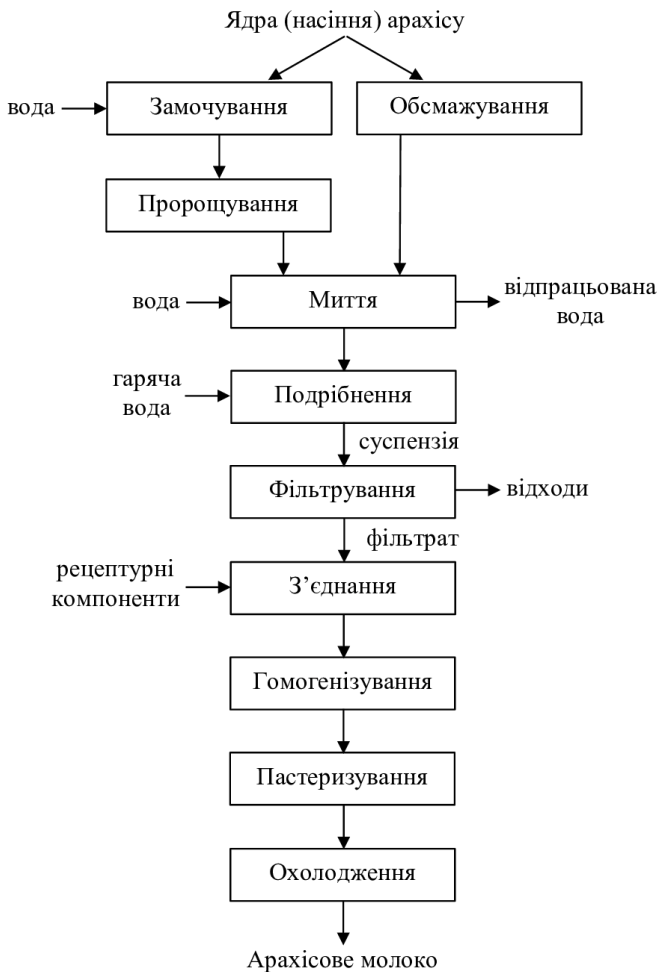 Ядра (насіння) арахісу
вода
Замочування
Обсмажування
Пророщування
вода
Миття
відпрацьована
вода
гаряча
вода
Подрібнення
суспензія
Фільтрування
відходи
фільтрат
рецептурні
компоненти
З’єднання
Гомогенізування
Пастеризування
Охолодження
Арахісове молоко